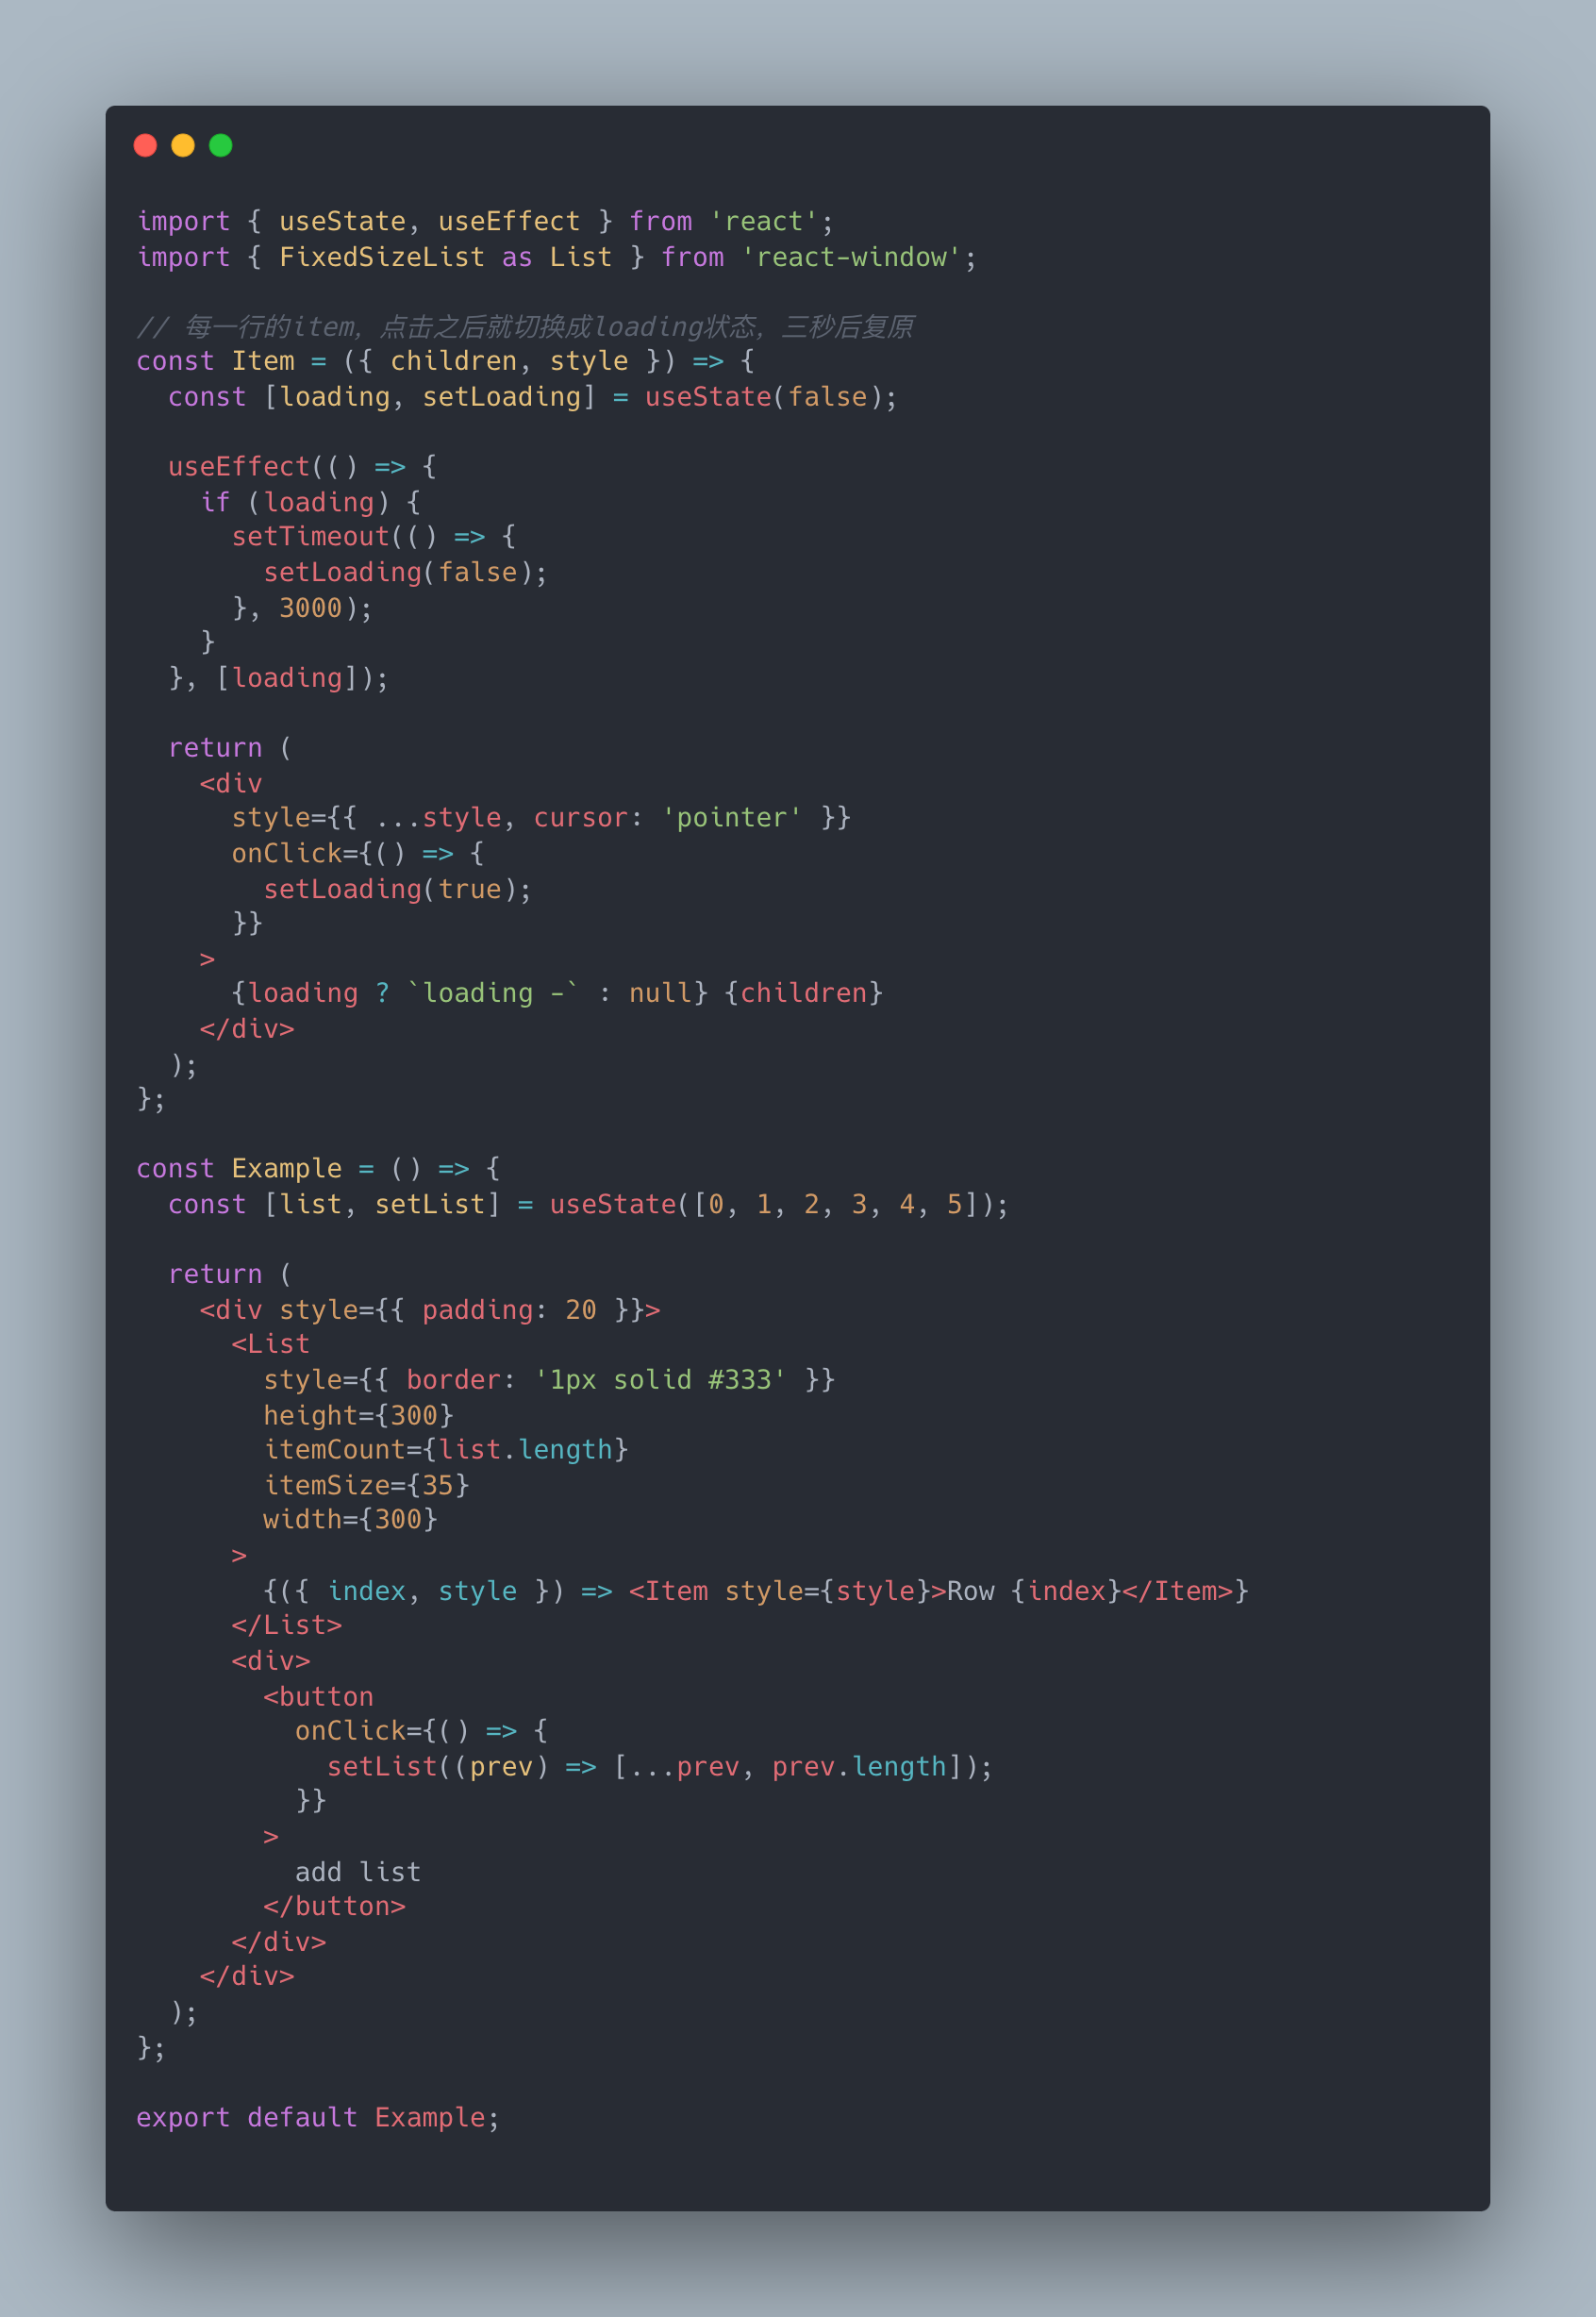 import { useState, useEffect } from 'react';
import { FixedSizeList as List } from 'react-window';

// 每一行的item，点击之后就切换成loading状态，三秒后复原
const Item = ({ children, style }) => {
  const [loading, setLoading] = useState(false);

  useEffect(() => {
    if (loading) {
      setTimeout(() => {
        setLoading(false);
      }, 3000);
    }
  }, [loading]);

  return (
    <div
      style={{ ...style, cursor: 'pointer' }}
      onClick={() => {
        setLoading(true);
      }}
    >
      {loading ? `loading -` : null} {children}
    </div>
  );
};

const Example = () => {
  const [list, setList] = useState([0, 1, 2, 3, 4, 5]);

  return (
    <div style={{ padding: 20 }}>
      <List
        style={{ border: '1px solid #333' }}
        height={300}
        itemCount={list.length}
        itemSize={35}
        width={300}
      >
        {({ index, style }) => <Item style={style}>Row {index}</Item>}
      </List>
      <div>
        <button
          onClick={() => {
            setList((prev) => [...prev, prev.length]);
          }}
        >
          add list
        </button>
      </div>
    </div>
  );
};

export default Example;